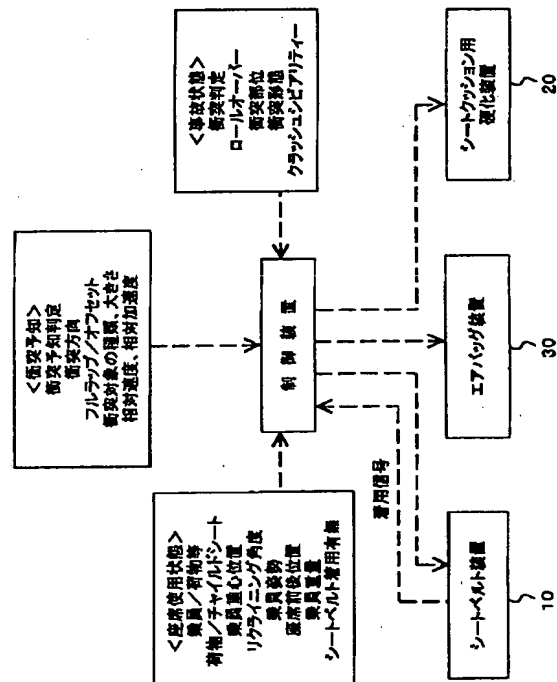 <衝突予知>
衝突予知判定
衝突方向
フルラップ/オフセット
衝突対象の種類、大きさ
相対速度、相対加速度
<座席使用状態>
乗員/荷物等
荷物/チャイルドシート
乗員重心位置
リクライニング角度
乗員姿勢
座席前後位置
乗員重量
シートベルト着用有無
制御装置
<事故状態>
衝突判定
ロールオーバー
衝突部位
衝突形態
クラッシュシビアリティー
着用信号
シートベルト装置
10
エアバッグ装置
30
シートクッション用
硬化装置
20